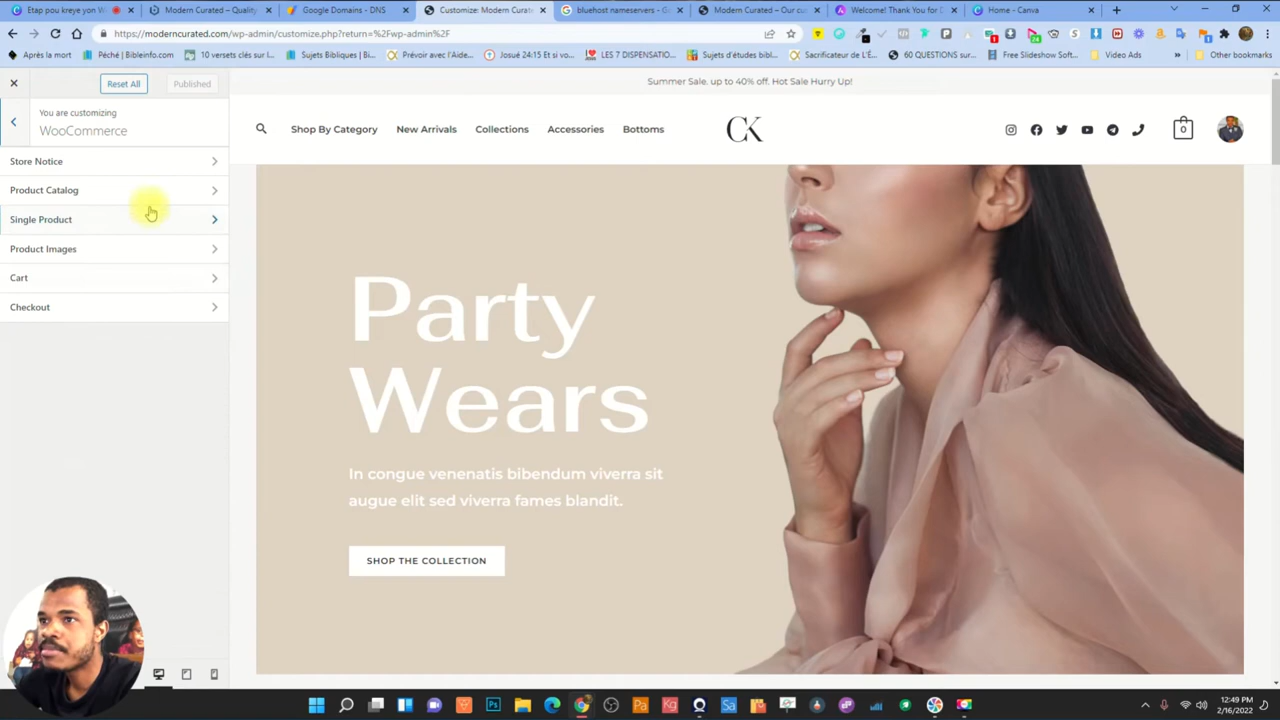 Etap pou kreye yon W
Modern Curated – Quality
Google Domains - DNS
Customize: Modern Curated:
bluehost nameservers - G
Modern Curated – Our cu
Welcome! Thank You for D
Home - Canva
https://moderncurated.com/wp-admin/customize.php?return=%2Fwp-admin%2F
Après la mort
Péché | Bibleinfo.com
10 versets clés sur l...
Sujets Bibliques | Bi...
Prévoir avec l'Aide...
Josué 24:15 Et si vo...
LES 7 DISPENSATIO...
Sujets d'études bibl...
Sacrificateur de L'É...
60 QUESTIONS sur...
Free Slideshow Soft...
Video Ads
»
Other bookmarks
Reset All
Published
You are customizing
WooCommerce
Store Notice
Product Catalog
Single Product
Product Images
Cart
Checkout
Summer Sale. up to 40% off. Hot Sale Hurry Up!
Shop By Category
New Arrivals
Collections
Accessories
Bottoms
CK
0
Party
Wears
In congue venenatis bibendum viverra sit
augue elit sed viverra fames blandit.
SHOP THE COLLECTION
Ps
Pa
Kg
Sa
12:49 PM
2/16/2022